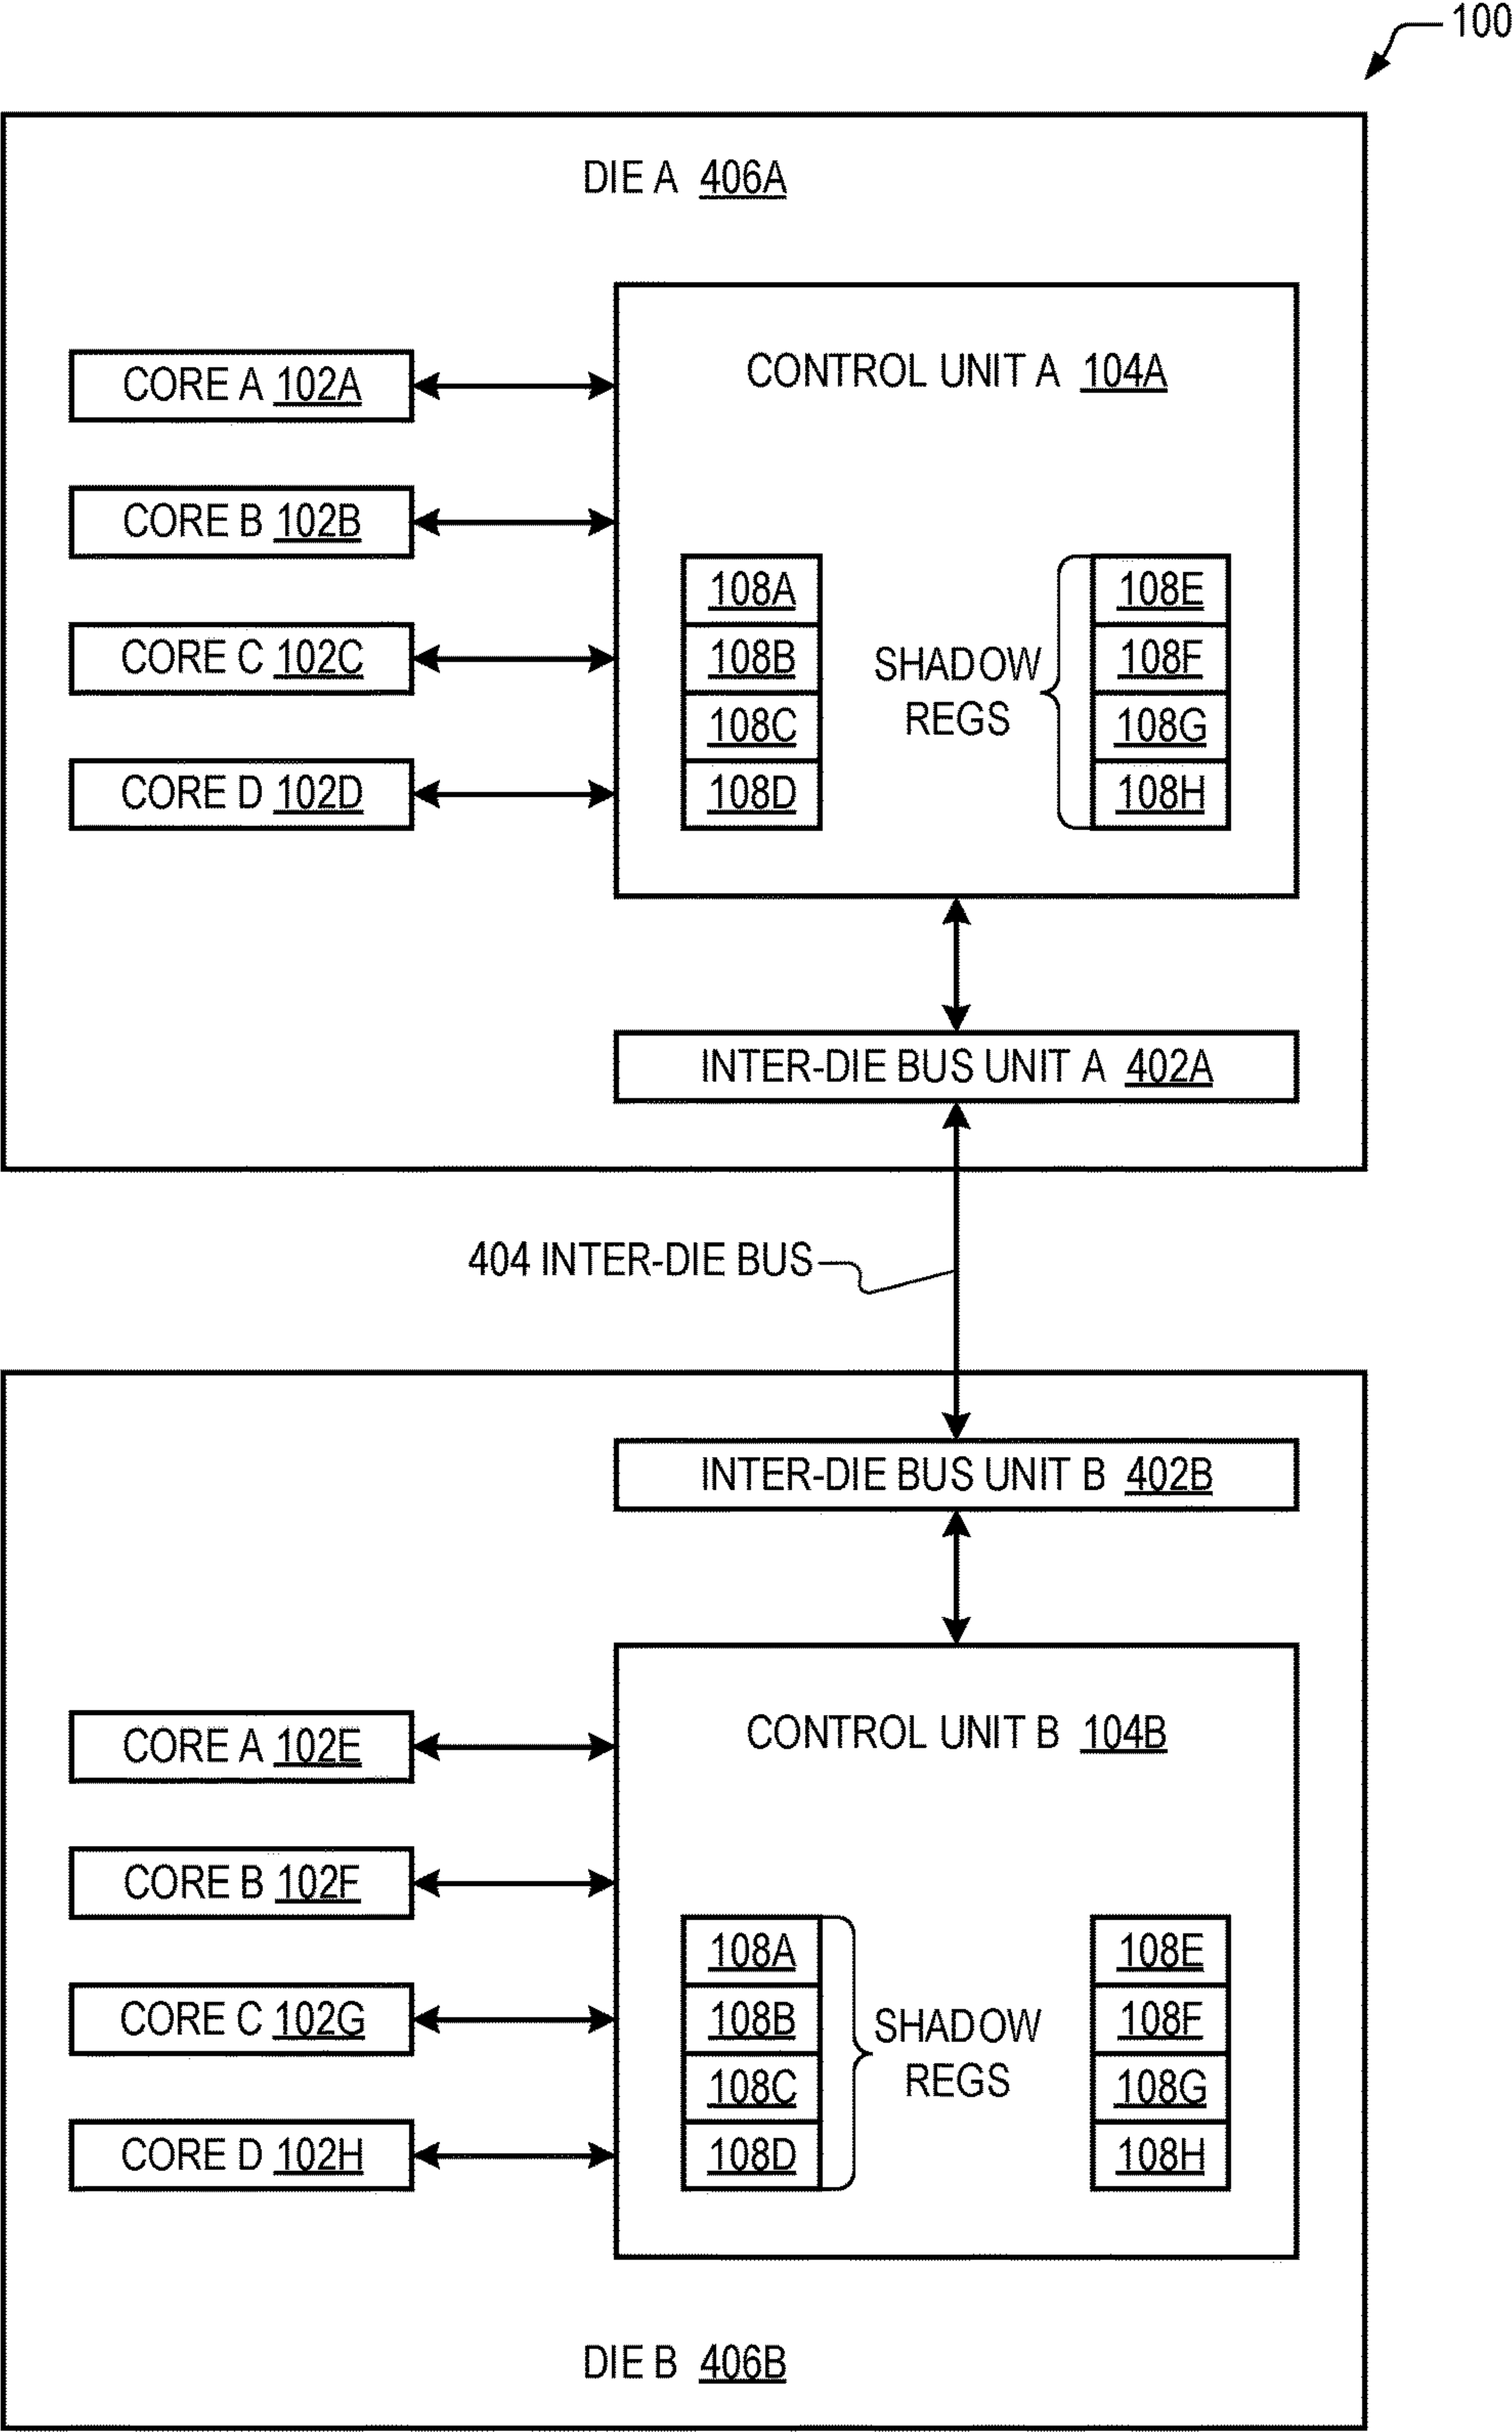 100
DIE A 406A
CONTROL UNIT A 104A
CORE A 102A
CORE B 102B
CORE C 102C
CORE D 102D
108A
108B
108C
108D
SHADOW
REGS
108E
108F
108G
108H
INTER-DIE BUS UNIT A 402A
404 INTER-DIE BUS
INTER-DIE BUS UNIT B 402B
CONTROL UNIT B 104B
CORE A 102E
CORE B 102F
CORE C 102G
CORE D 102H
108A
108B
108C
108D
SHADOW
REGS
108E
108F
108G
108H
DIE B 406B